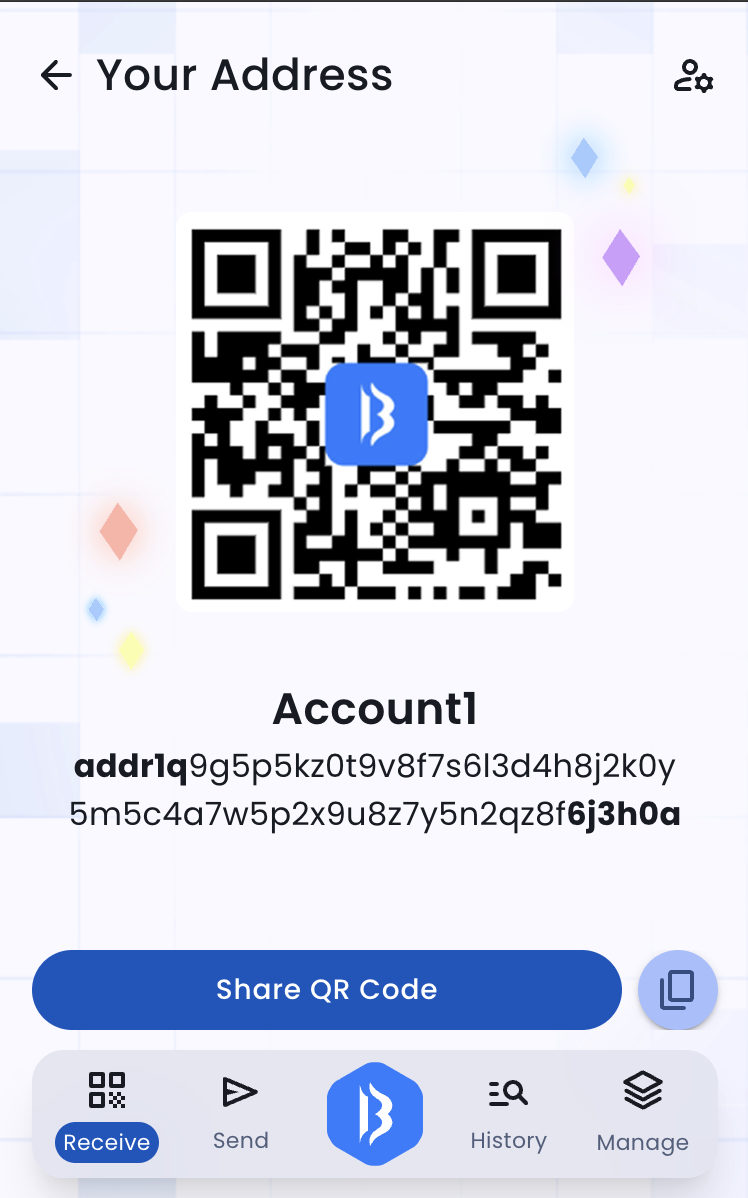 Your Address
Account1
addr1q9g5p5kz0t9v8f7s6l3d4h8j2k0y
5m5c4a7w5p2x9u8z7y5n2qz8f6j3h0a
Share QR Code
Receive
Send
History
Manage